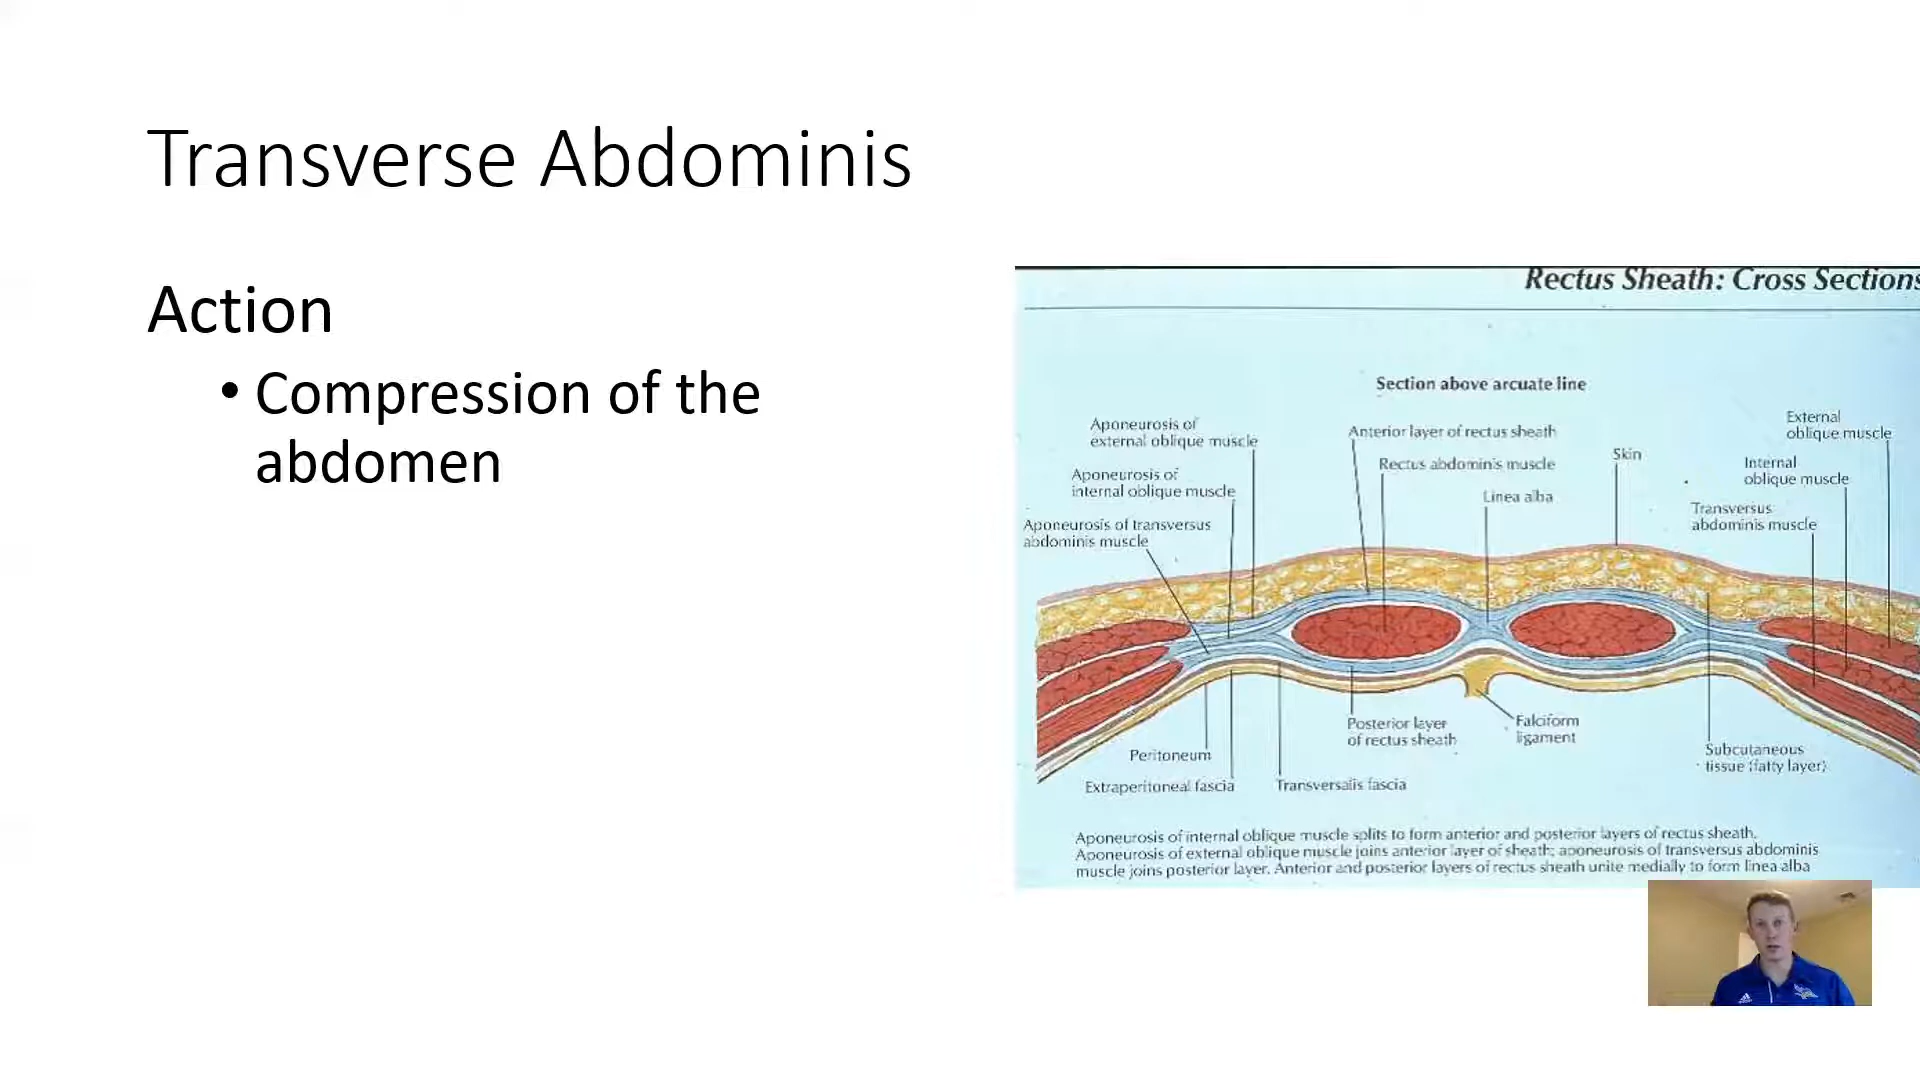 Transverse Abdominis
Action
• Compression of the
abdomen
Rectus Sheath: Cross Sections
Section above arcuate line
Aponeurosis of
external oblique muscle
Aponeurosis of
internal oblique muscle
Aponeurosis of transversus
abdominis muscle
Anterior layer of rectus sheath
Rectus abdominis muscle
Linea alba
Skin
External
oblique muscle
Internal
oblique muscle
Transversus
abdominis muscle
Peritoneum
Extraperitoneal fascia
Transversalis fascia
Posterior layer
of rectus sheath
Falciform
ligament
Subcutaneous
tissue (fatty layer)
Aponeurosis of internal oblique muscle splits to form anterior and posterior layers of rectus sheath.
Aponeurosis of external oblique muscle joins anterior layer of sheath; aponeurosis of transversus abdominis
muscle joins posterior layer. Anterior and posterior layers of rectus sheath unite medially to form linea alba